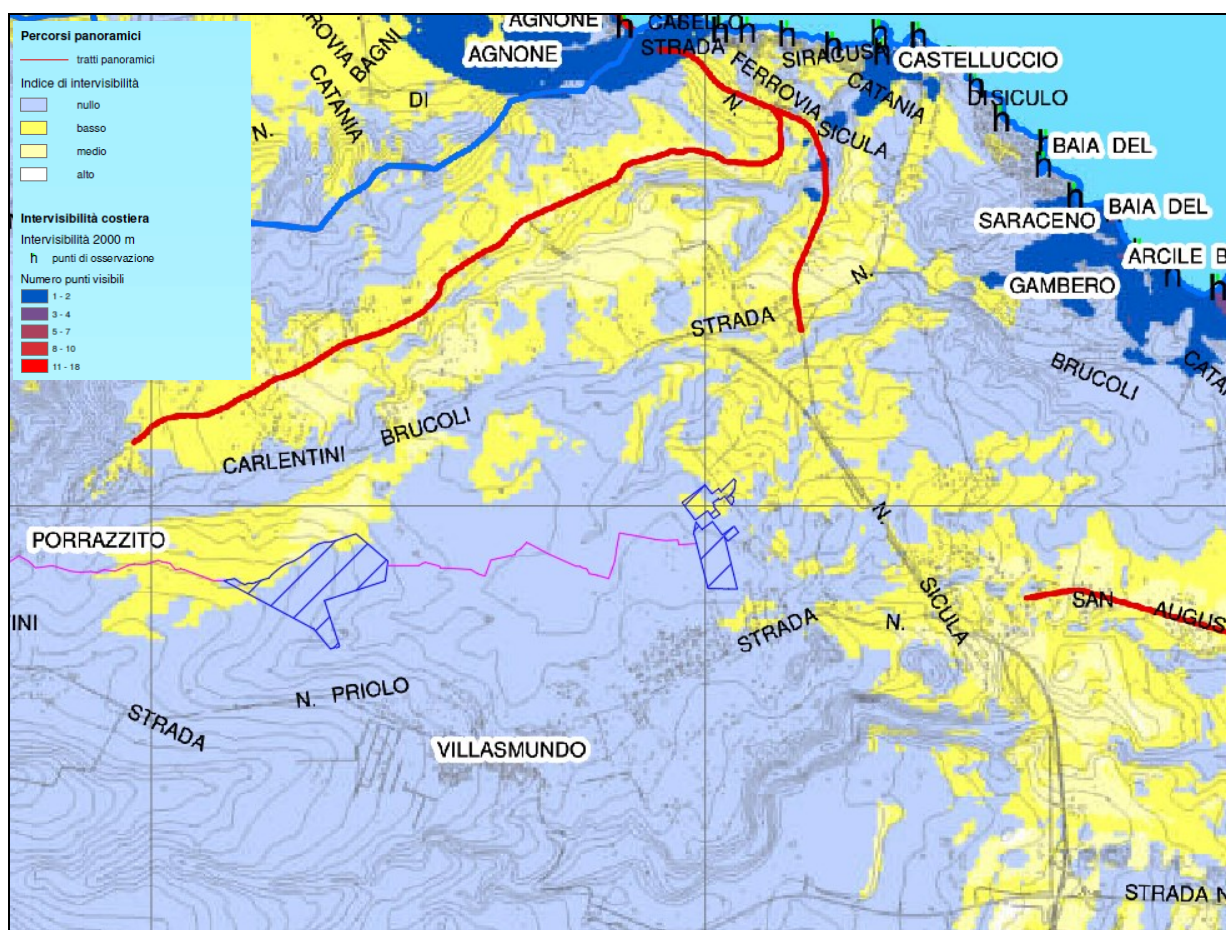 Percorsi panoramici
tratti panoramici
Indice di intervisibilità
nullo
basso
medio
alto
Intervisibilità costiera
Intervisibilità 2000 m
h punti di osservazione
Numero punti visibili
1 - 2
3 - 4
5 - 7
8 - 10
11 - 18
AGNONE
CASELLO
STRADA
AGNONE
FERROVIA
SIRACUSA
CATANIA
CASTELLUCCIO
BAGNI
CATANIA
DI
N.
N.
SICULA
DI SICULO
BAIA DEL
SARACENO
BAIA DEL
ARCILE B
GAMBERO
N.
STRADA
BRUCOLI
CATAN
BRUCOLI
CARLENTINI
PORRAZZITO
N.
SICULA
SAN
AUGUS
INI
STRADA
N.
N. PRIOLO
STRADA
VILLASMUNDO
STRADA N